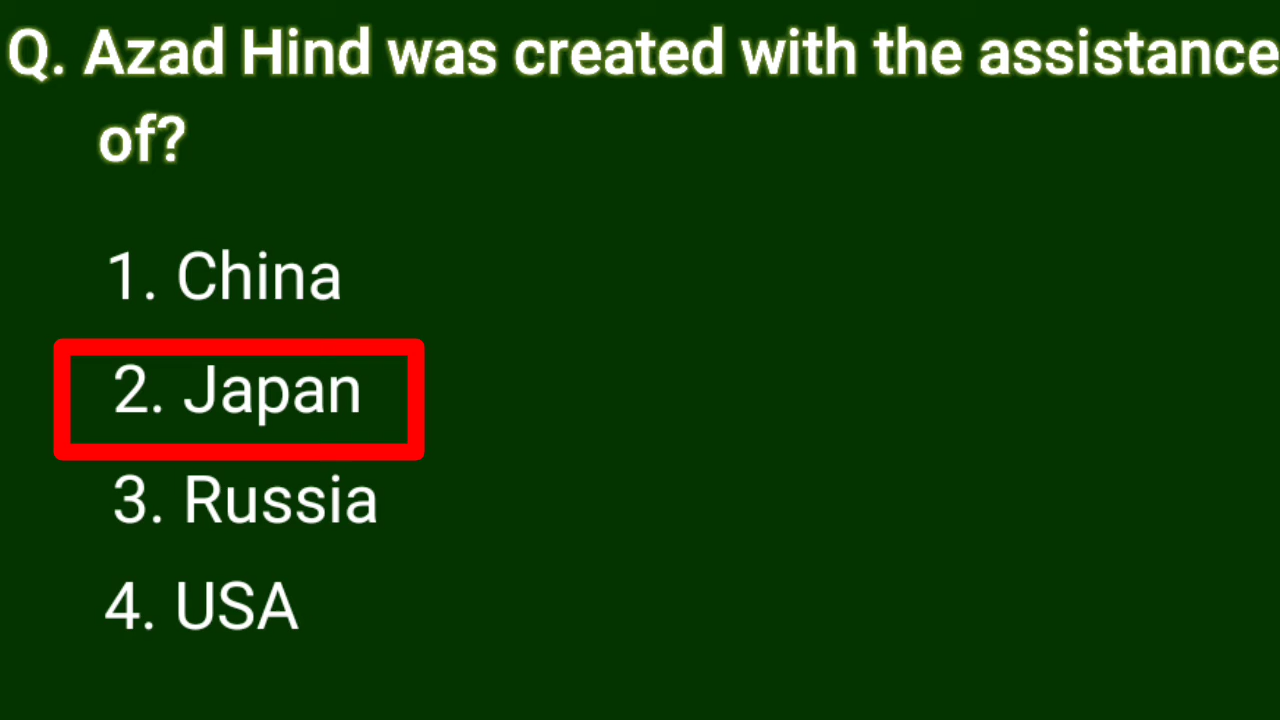 Q. Azad Hind was created with the assistance
of?
1. China
2. Japan
3. Russia
4. USA